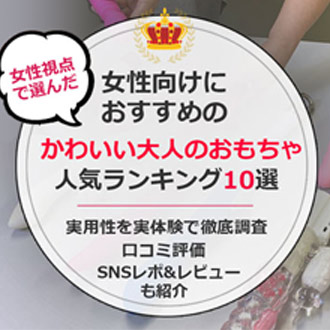 女性視点
で選んだ
女性向けに
おすすめの
かわいい大人のおもちゃ
人気ランキング10選
実用性を実体験で徹底調査
口コミ評価
SNSレポ&レビュー
も紹介